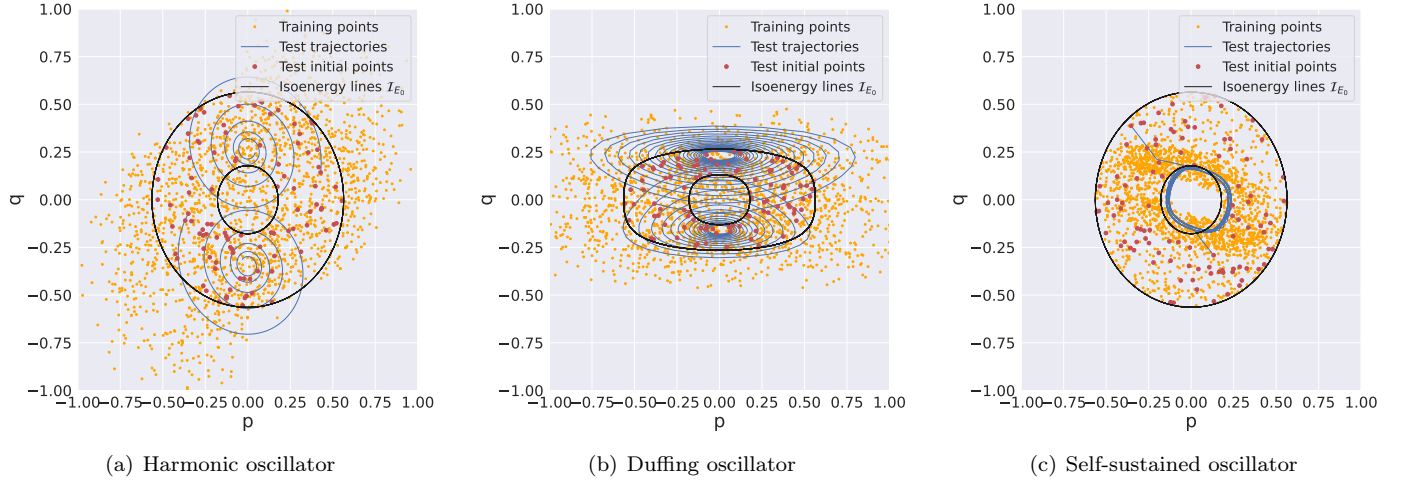 1.00
0.75
0.50
0.25
0.00
−0.25
−0.50
−0.75
−1.00
q
−1.00 −0.75 −0.50 −0.25 0.00 0.25 0.50 0.75 1.00
p
Training points
Test trajectories
Test initial points
Isoenergy lines 𝓘_E₀
(a) Harmonic oscillator
1.00
0.75
0.50
0.25
0.00
−0.25
−0.50
−0.75
−1.00
q
−1.00 −0.75 −0.50 −0.25 0.00 0.25 0.50 0.75 1.00
p
Training points
Test trajectories
Test initial points
Isoenergy lines 𝓘_E₀
(b) Duffing oscillator
1.00
0.75
0.50
0.25
0.00
−0.25
−0.50
−0.75
−1.00
q
−1.00 −0.75 −0.50 −0.25 0.00 0.25 0.50 0.75 1.00
p
Training points
Test trajectories
Test initial points
Isoenergy lines 𝓘_E₀
(c) Self-sustained oscillator